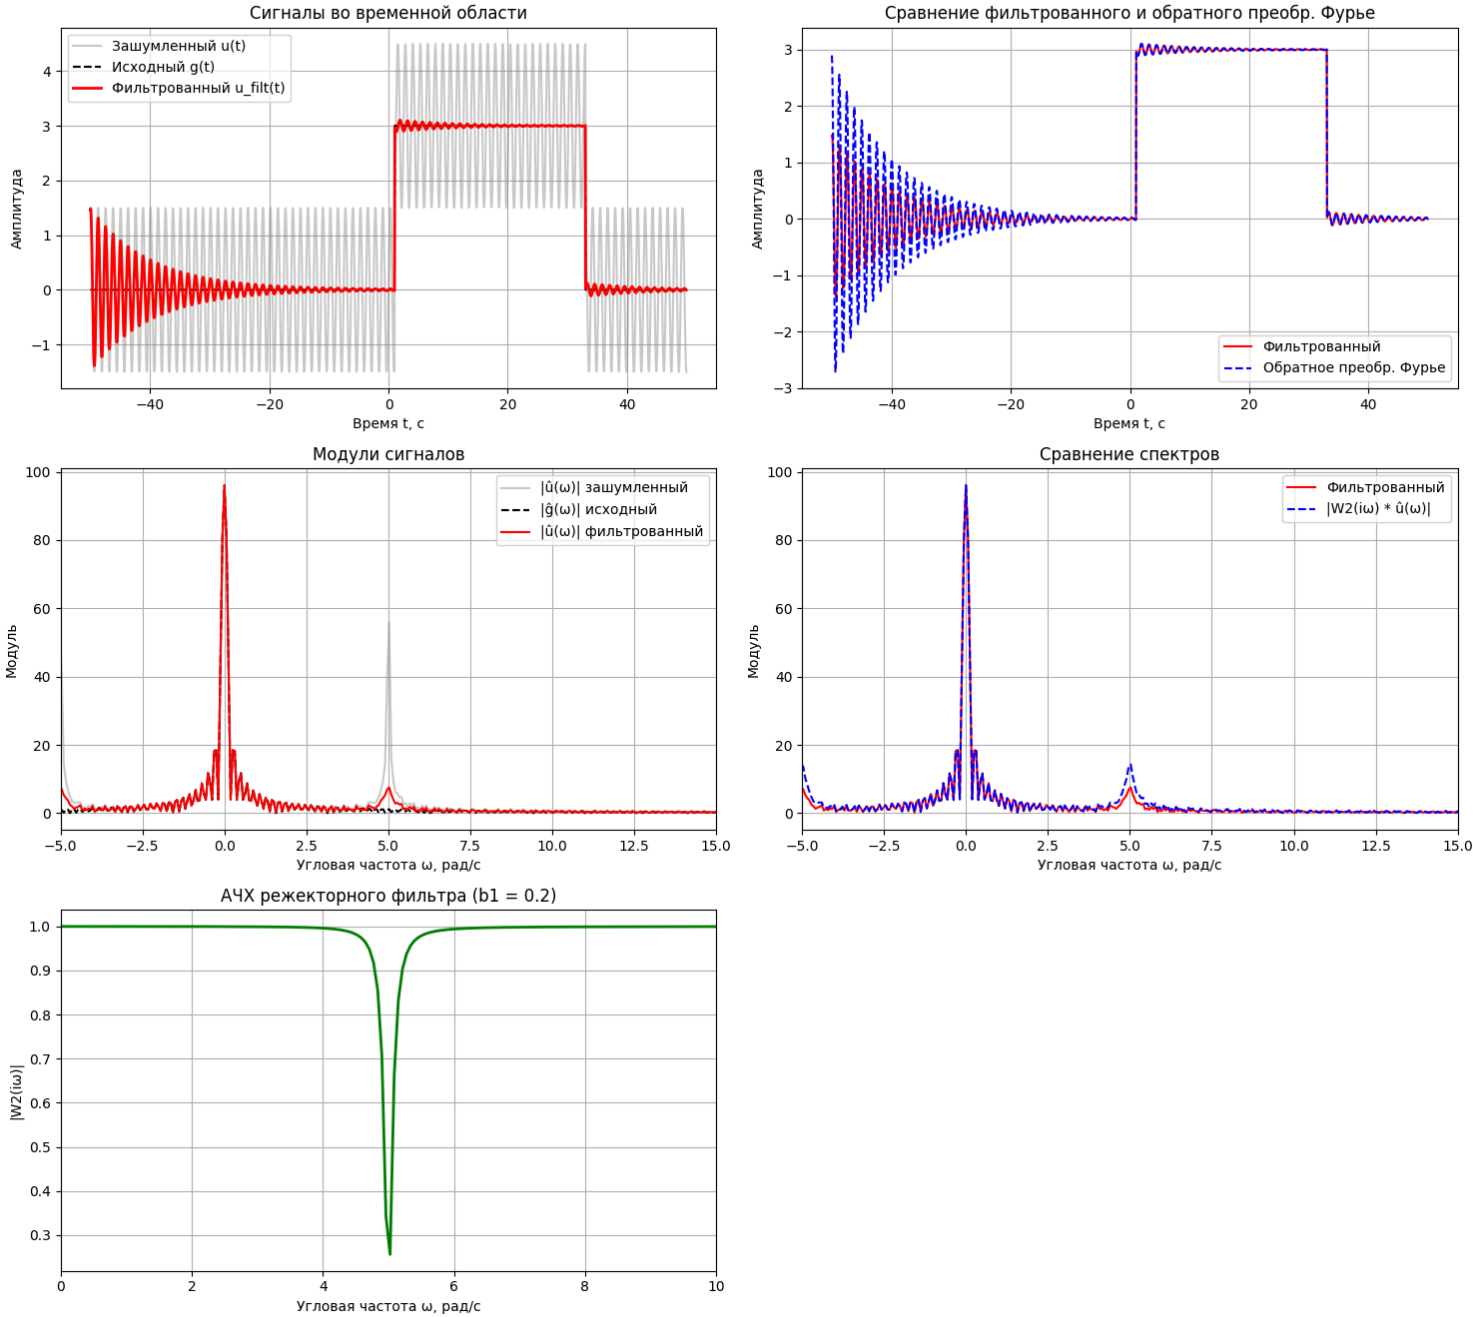 Сигналы во временной области
Зашумленный u(t)
Исходный g(t)
Фильтрованный u_filt(t)
Амплитуда
4
3
2
1
0
−1
−40
−20
0
20
40
Время t, с
Сравнение фильтрованного и обратного преобр. Фурье
Амплитуда
3
2
1
0
−1
−2
−3
Фильтрованный
Обратное преобр. Фурье
−40
−20
0
20
40
Время t, с
Модули сигналов
|û(ω)| зашумленный
|ĝ(ω)| исходный
|û(ω)| фильтрованный
Модуль
100
80
60
40
20
0
−5.0
−2.5
0.0
2.5
5.0
7.5
10.0
12.5
15.0
Угловая частота ω, рад/с
Сравнение спектров
Фильтрованный
|W2(iω) * û(ω)|
Модуль
100
80
60
40
20
0
−5.0
−2.5
0.0
2.5
5.0
7.5
10.0
12.5
15.0
Угловая частота ω, рад/с
АЧХ режекторного фильтра (b1 = 0.2)
|W2(iω)|
1.0
0.9
0.8
0.7
0.6
0.5
0.4
0.3
0
2
4
6
8
10
Угловая частота ω, рад/с